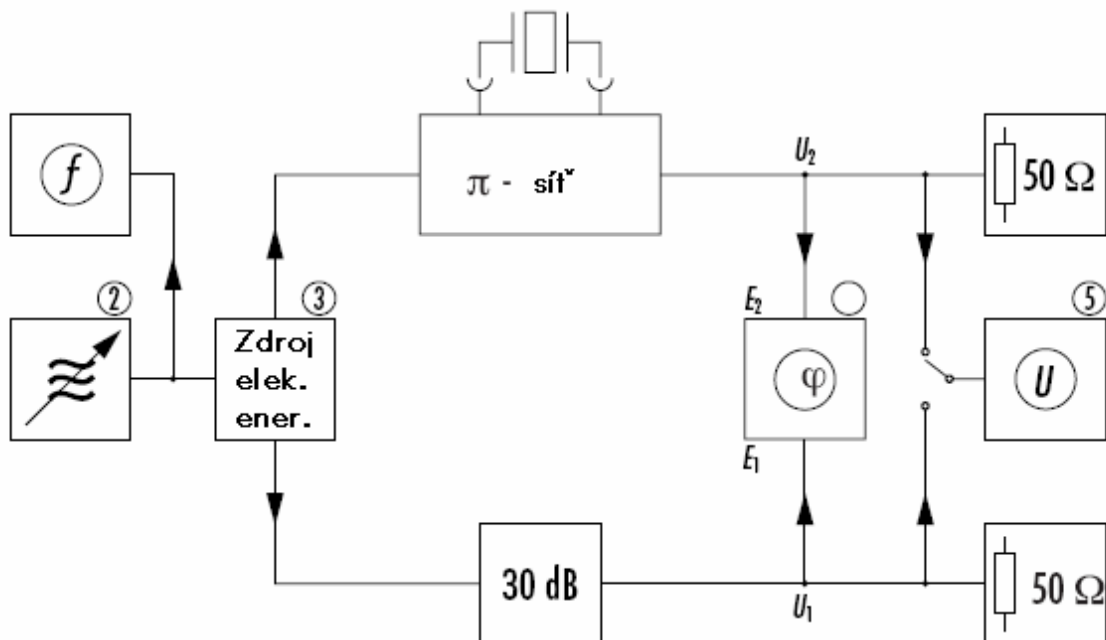 f
π - síť
U₂
50 Ω
②
③
Zdroj
elek.
ener.
E₂
φ
E₁
⑤
U
30 dB
U₁
50 Ω